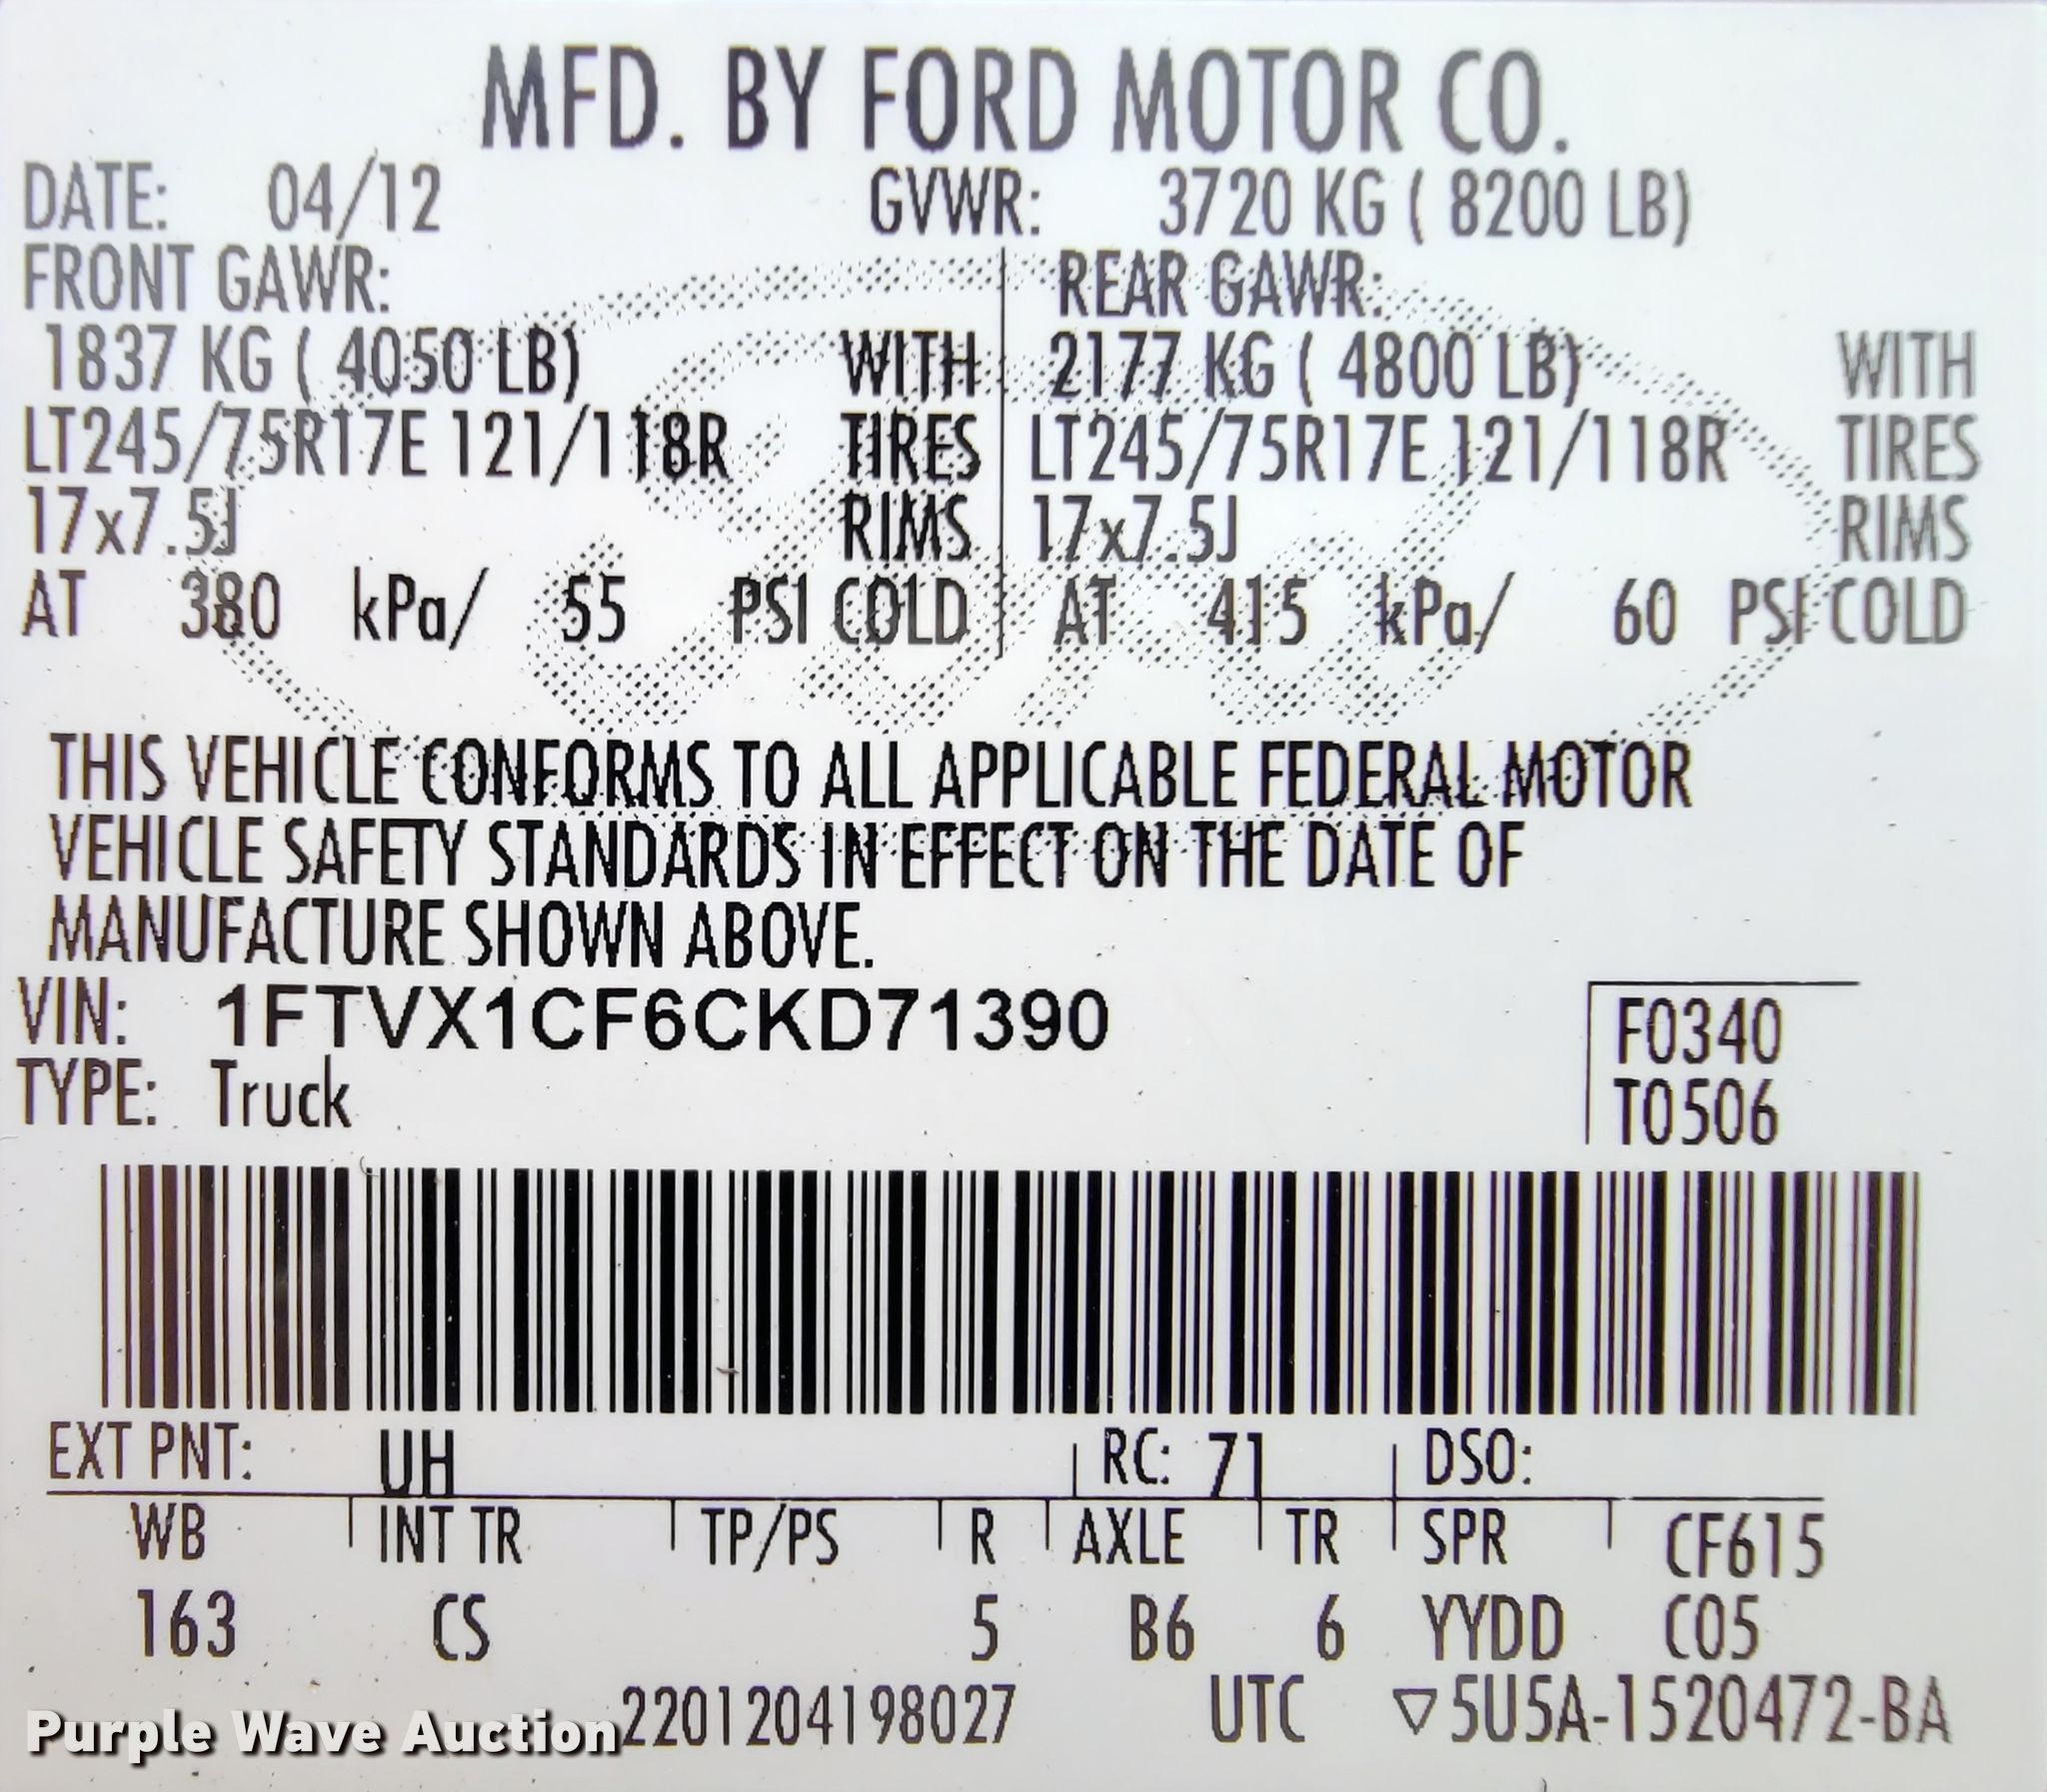 MFD. BY FORD MOTOR CO.
DATE: 04/12 GVWR: 3720 KG ( 8200 LB)
FRONT GAWR: REAR GAWR:
1837 KG ( 4050 LB) WITH 2177 KG ( 4800 LB) WITH
LT245/75R17E 121/118R TIRES LT245/75R17E 121/118R TIRES
17x7.5J RIMS 17x7.5J RIMS
AT 380 kPa/ 55 PSI COLD AT 415 kPa/ 60 PSI COLD
THIS VEHICLE CONFORMS TO ALL APPLICABLE FEDERAL MOTOR
VEHICLE SAFETY STANDARDS IN EFFECT ON THE DATE OF
MANUFACTURE SHOWN ABOVE.
VIN: 1FTVX1CF6CKD71390 F0340
TYPE: Truck T0506
EXT PNT: UH RC: 71 DSO:
WB INT TR TP/PS R AXLE TR SPR CF615
163 CS 5 B6 6 YYDD C05
Purple Wave Auction 2201204198027 UTC ▽5U5A-1520472-BA